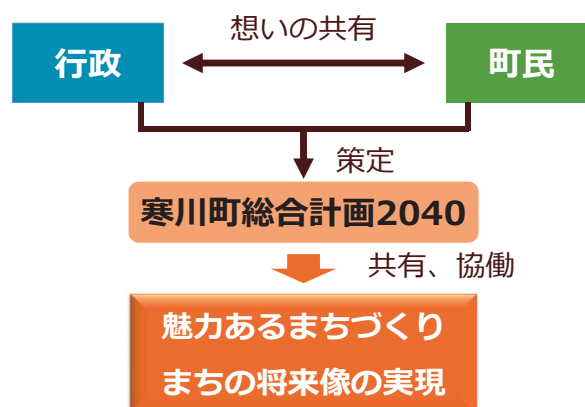 想いの共有
行政
町民
策定
寒川町総合計画2040
共有、協働
魅力あるまちづくり
まちの将来像の実現